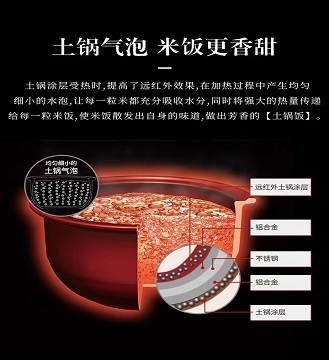 土锅气泡 米饭更香甜
土锅涂层受热时,提高了远红外效果,在加热过程中产生均匀
细小的水泡,让每一粒米都充分吸收水分,同时将强大的热量传递
给每一粒米饭,使米饭散发出自身的味道,做出芳香的【土锅饭】。
均匀细小的
土锅气泡
远红外土锅涂层
铝合金
不锈钢
铝合金
土锅涂层